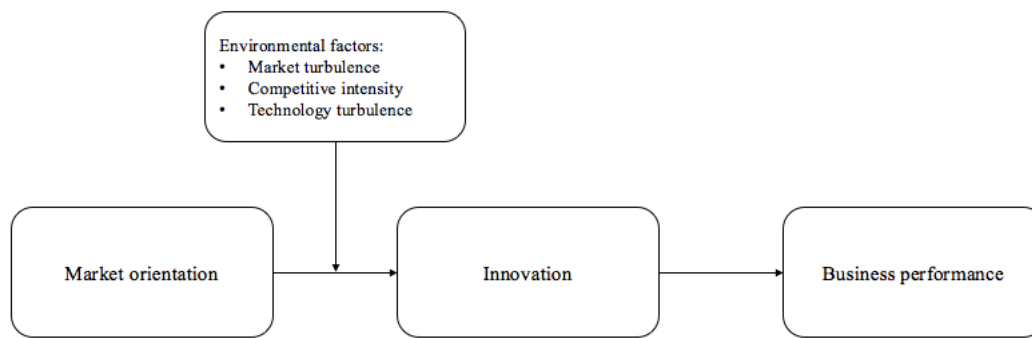 Environmental factors:
• Market turbulence
• Competitive intensity
• Technology turbulence
Market orientation
Innovation
Business performance